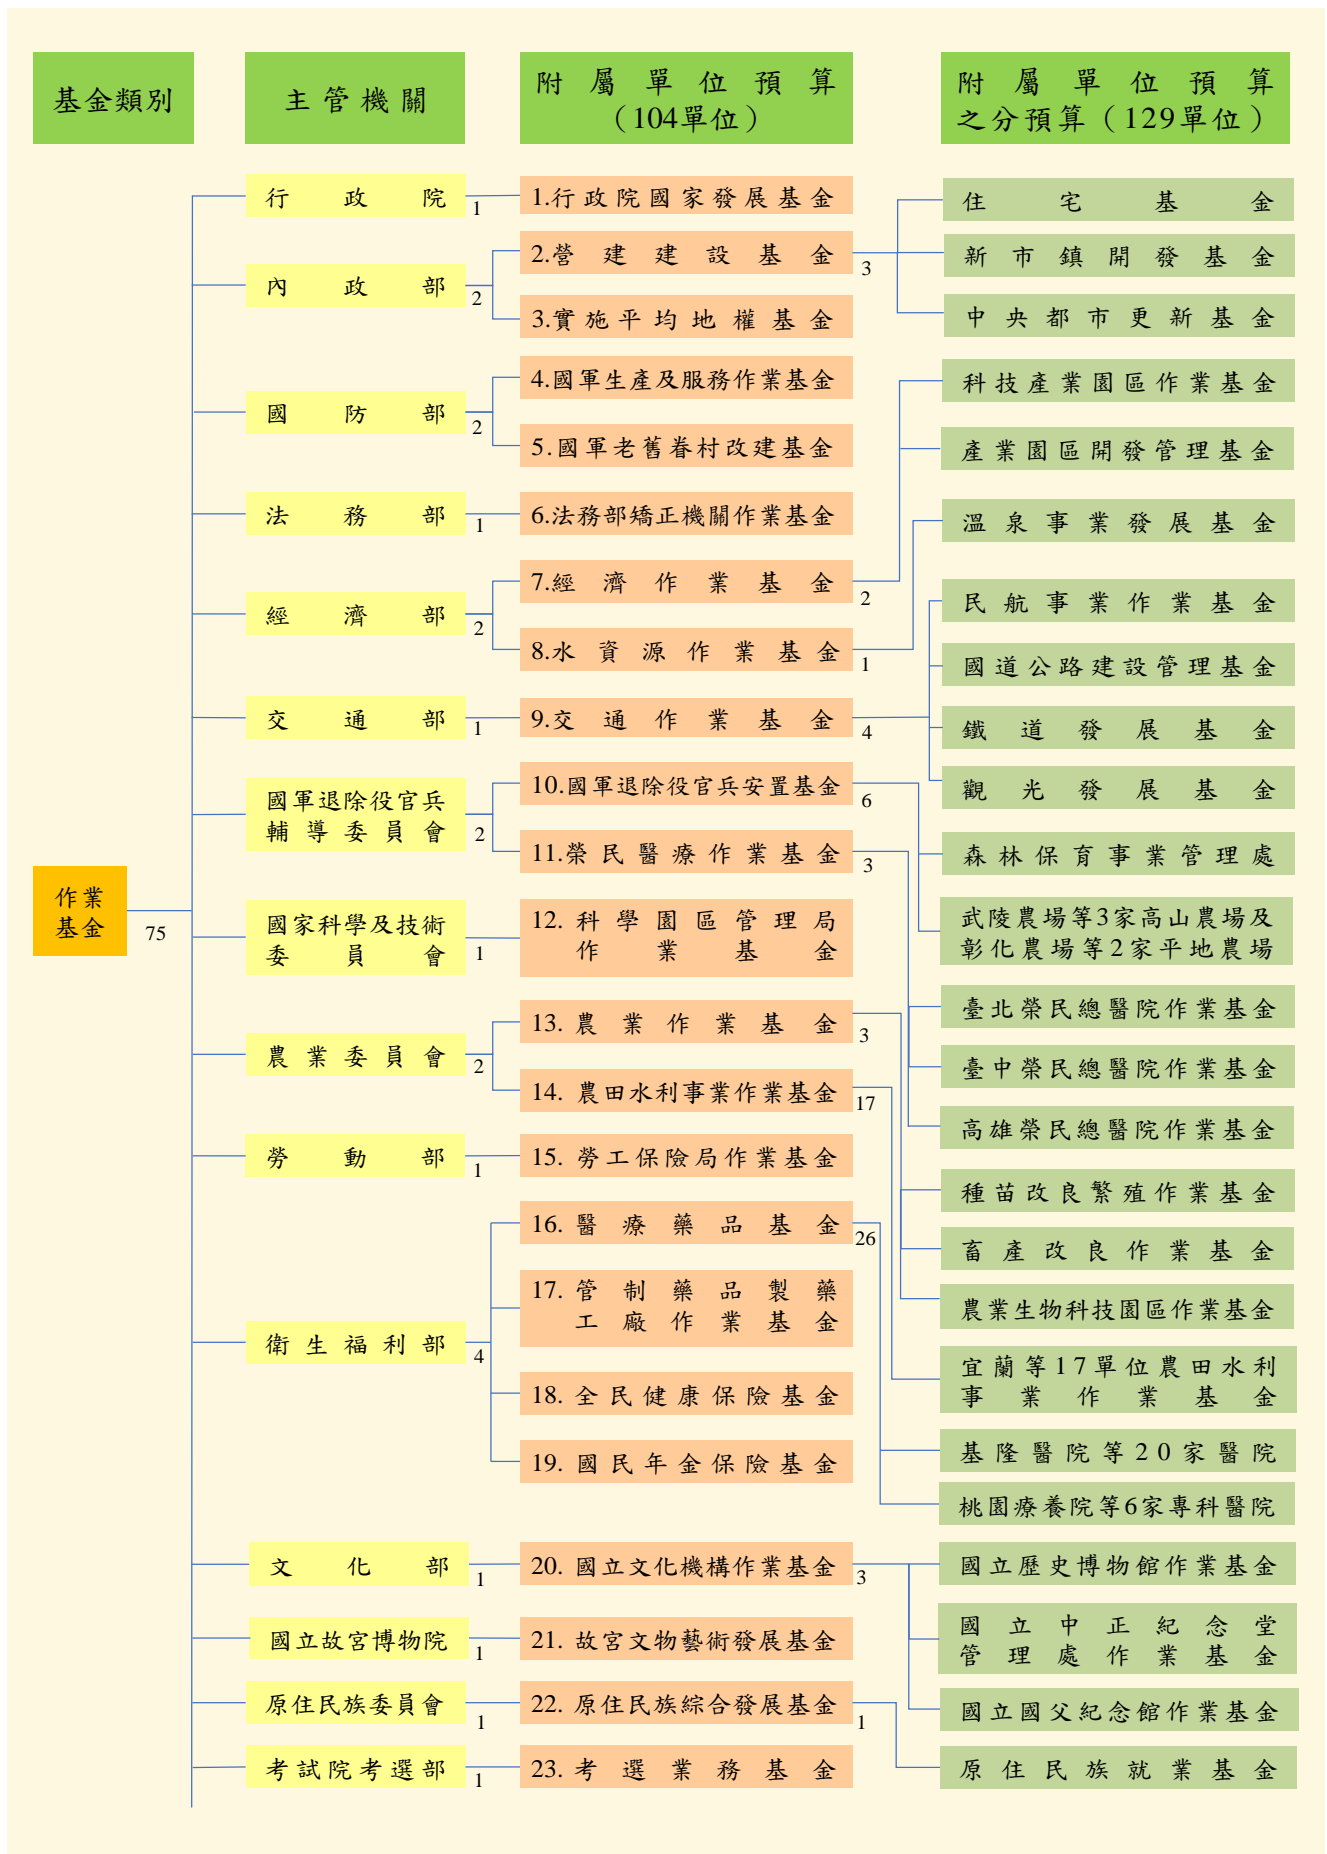 基金類別
主管機關
附屬單位預算
（104單位）
附屬單位預算
之分預算（129單位）
作業
基金
75
行政院
1
1.行政院國家發展基金
內政部
2
2.營建建設基金
3
住宅基金
新市鎮開發基金
中央都市更新基金
3.實施平均地權基金
國防部
2
4.國軍生產及服務作業基金
5.國軍老舊眷村改建基金
法務部
1
6.法務部矯正機關作業基金
經濟部
2
7.經濟作業基金
2
科技產業園區作業基金
產業園區開發管理基金
8.水資源作業基金
1
溫泉事業發展基金
交通部
1
9.交通作業基金
4
民航事業作業基金
國道公路建設管理基金
鐵道發展基金
觀光發展基金
國軍退除役官兵
輔導委員會
2
10.國軍退除役官兵安置基金
6
森林保育事業管理處
武陵農場等3家高山農場及
彰化農場等2家平地農場
11.榮民醫療作業基金
3
臺北榮民總醫院作業基金
臺中榮民總醫院作業基金
高雄榮民總醫院作業基金
國家科學及技術
委員會
1
12.科學園區管理局
作業基金
農業委員會
2
13.農業作業基金
3
種苗改良繁殖作業基金
畜產改良作業基金
農業生物科技園區作業基金
14.農田水利事業作業基金
17
宜蘭等17單位農田水利
事業作業基金
勞動部
1
15.勞工保險局作業基金
衛生福利部
4
16.醫療藥品基金
26
基隆醫院等20家醫院
桃園療養院等6家專科醫院
17.管制藥品製藥
工廠作業基金
18.全民健康保險基金
19.國民年金保險基金
文化部
1
20.國立文化機構作業基金
3
國立歷史博物館作業基金
國立中正紀念堂
管理處作業基金
國立國父紀念館作業基金
國立故宮博物院
1
21.故宮文物藝術發展基金
原住民族委員會
1
22.原住民族綜合發展基金
1
原住民族就業基金
考試院考選部
1
23.考選業務基金